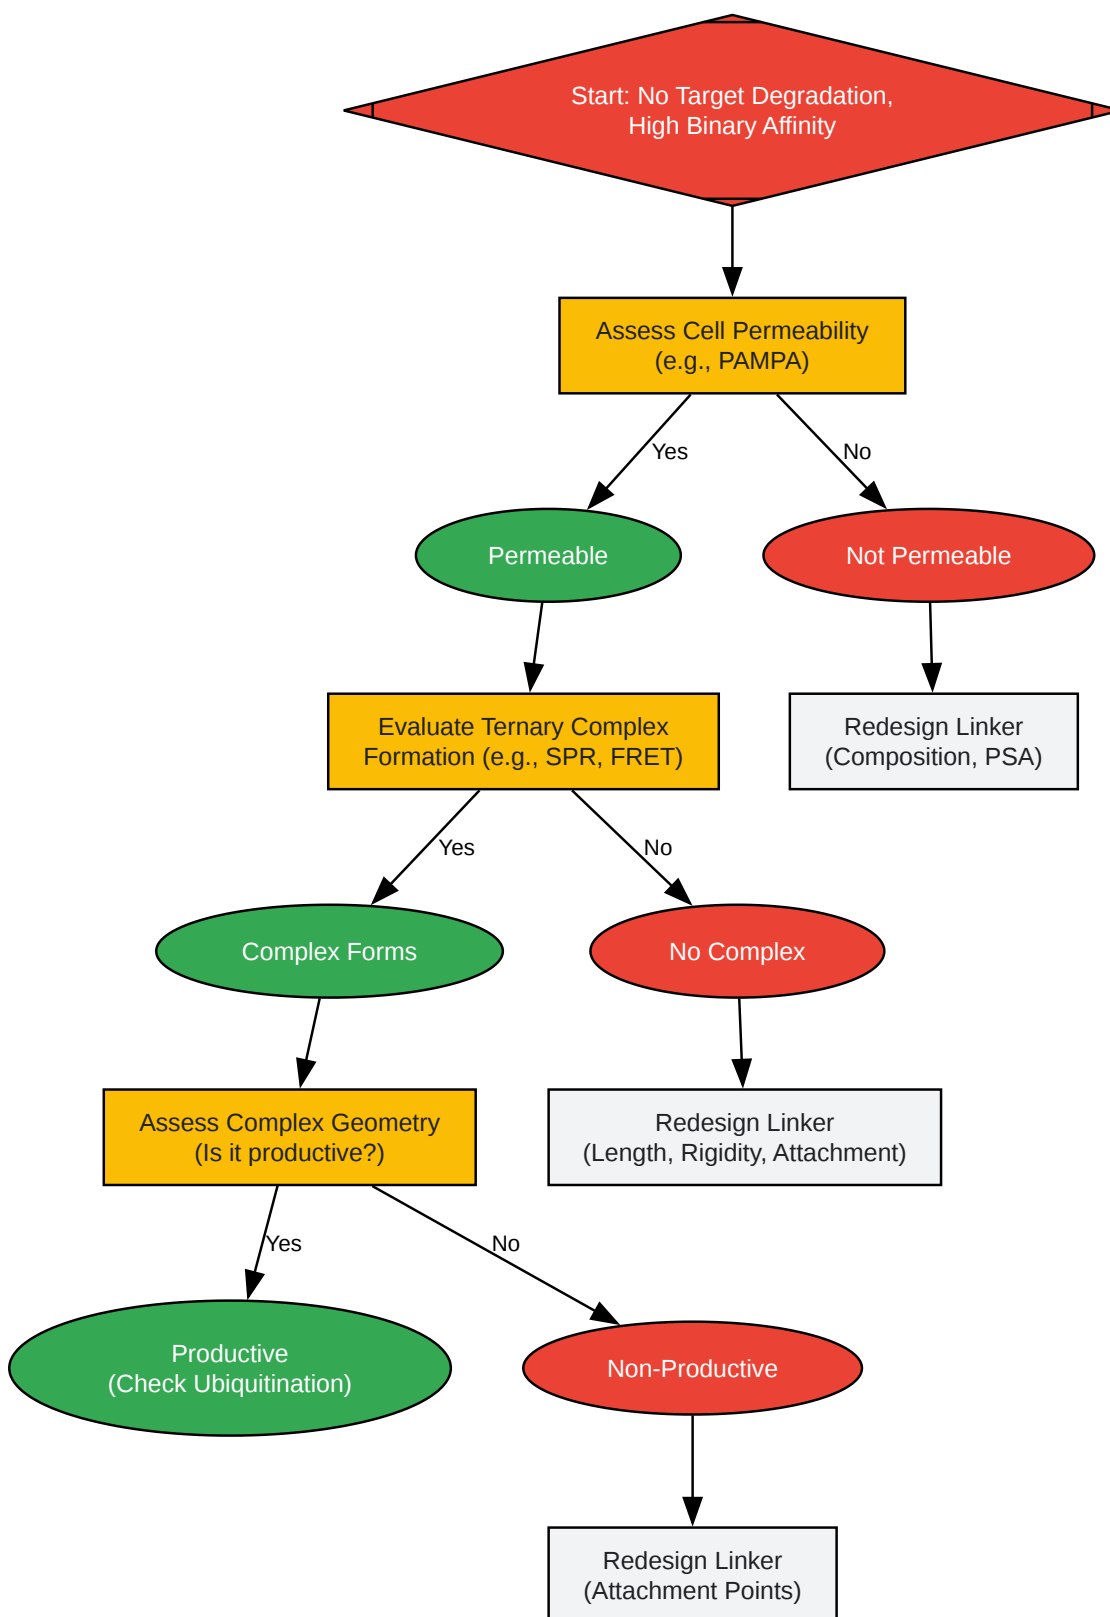 Start: No Target Degradation,
High Binary Affinity
Assess Cell Permeability
(e.g., PAMPA)
Yes
No
Permeable
Not Permeable
Evaluate Ternary Complex
Formation (e.g., SPR, FRET)
Redesign Linker
(Composition, PSA)
Yes
No
Complex Forms
No Complex
Assess Complex Geometry
(Is it productive?)
Redesign Linker
(Length, Rigidity, Attachment)
Yes
No
Productive
(Check Ubiquitination)
Non-Productive
Redesign Linker
(Attachment Points)